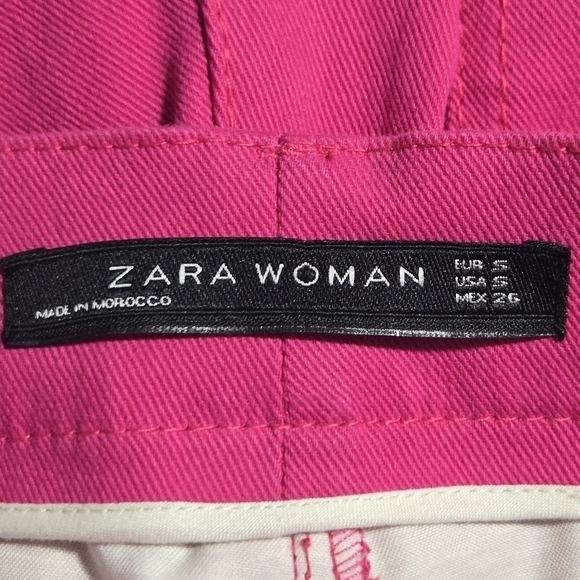 ZARA WOMAN
EUR S
USA S
MEX 26
MADE IN MOROCCO